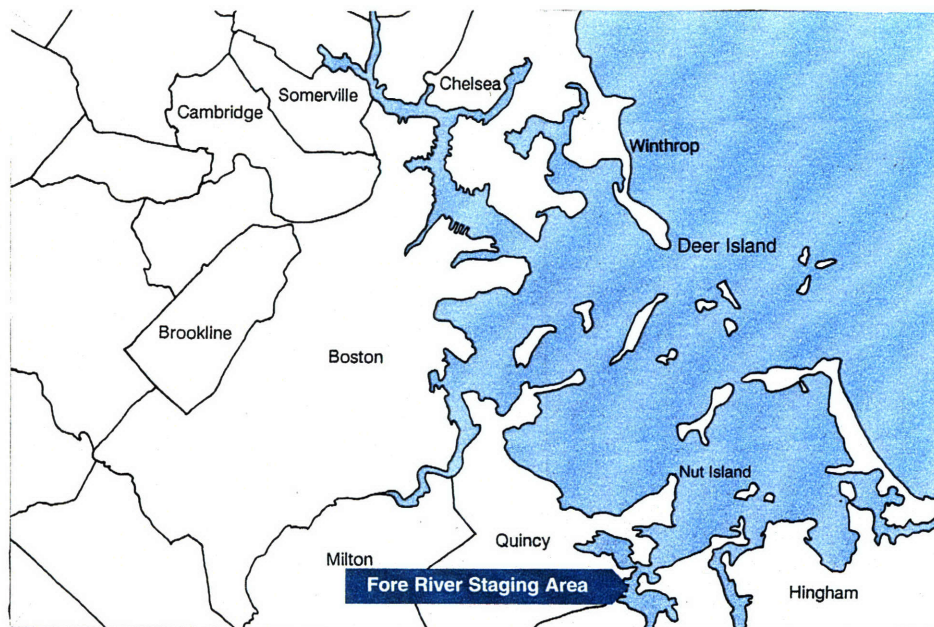 Chelsea
Somerville
Cambridge
Winthrop
Deer Island
Brookline
Boston
Nut Island
Quincy
Milton
Fore River Staging Area
Hingham